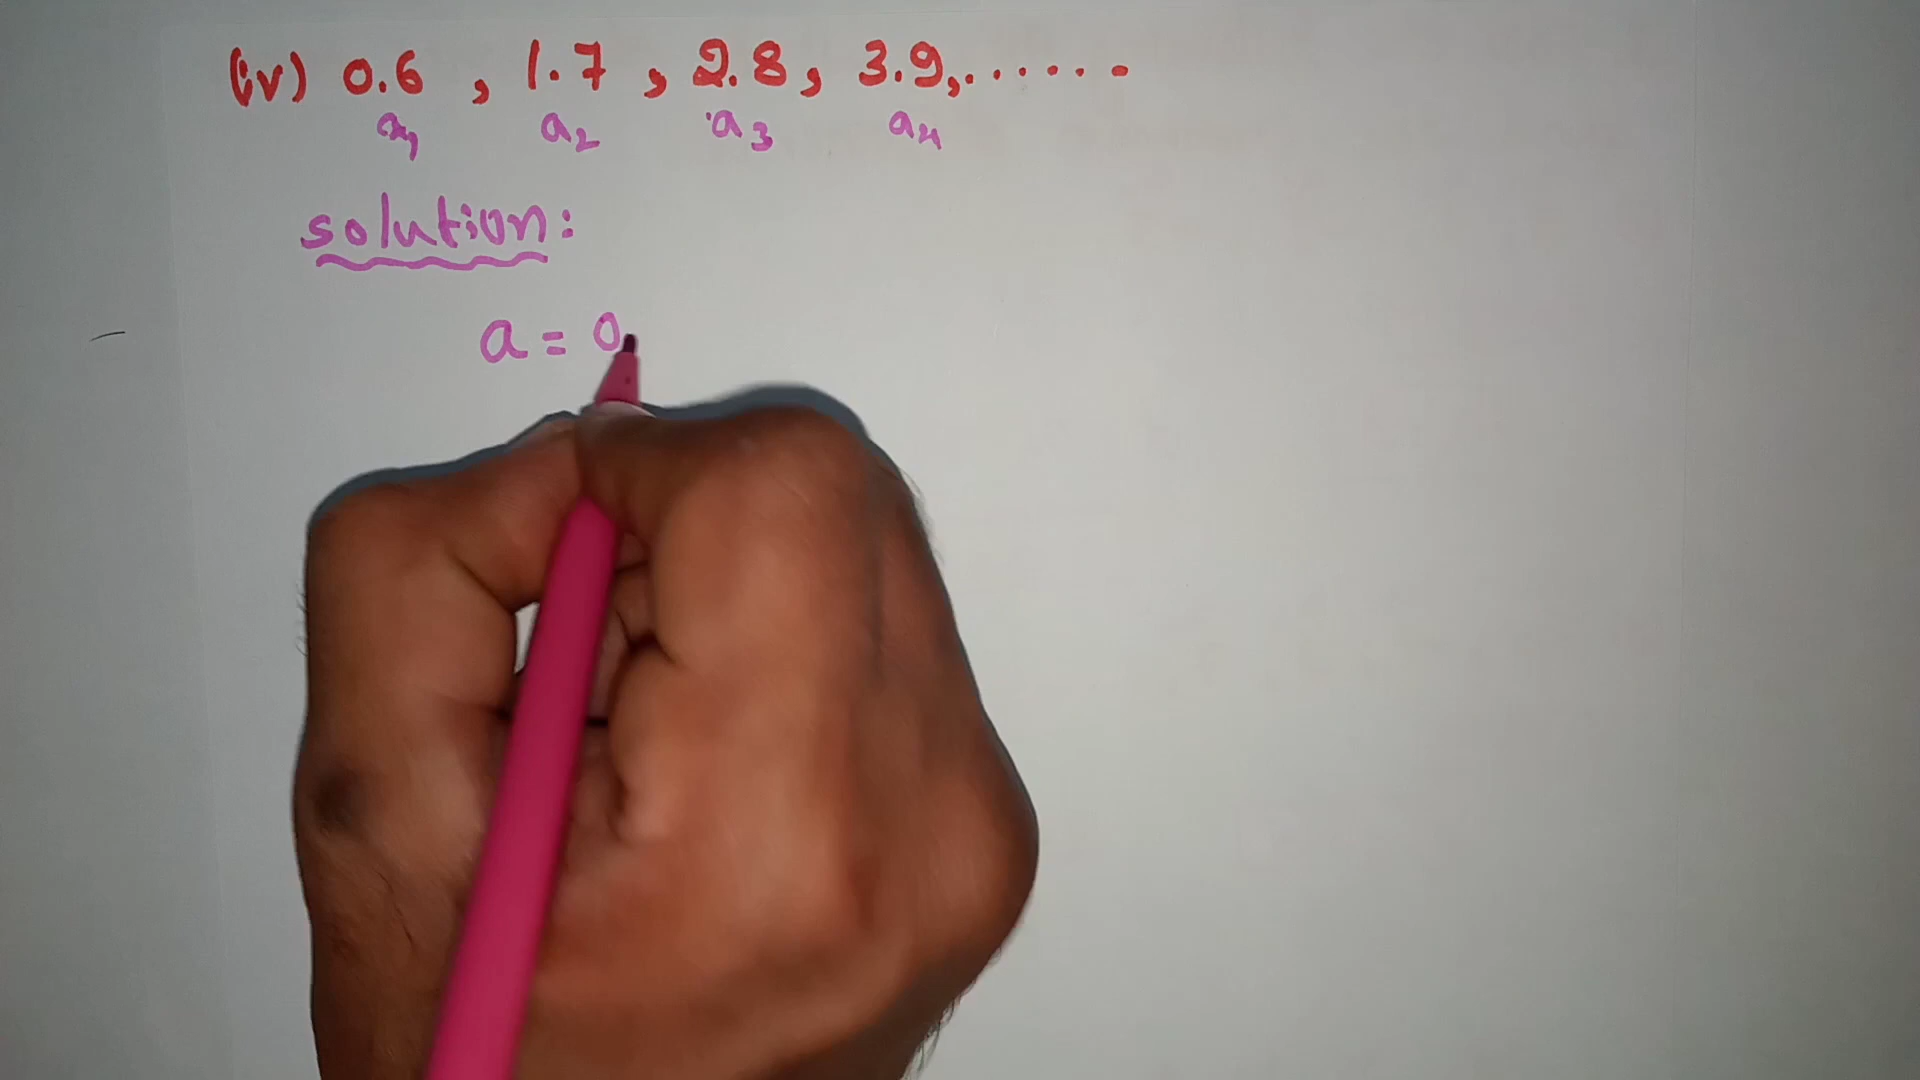 (iv) 0.6 , 1.7 , 2.8 , 3.9 , ......
a1 a2 a3 a4
solution:
a = 0.